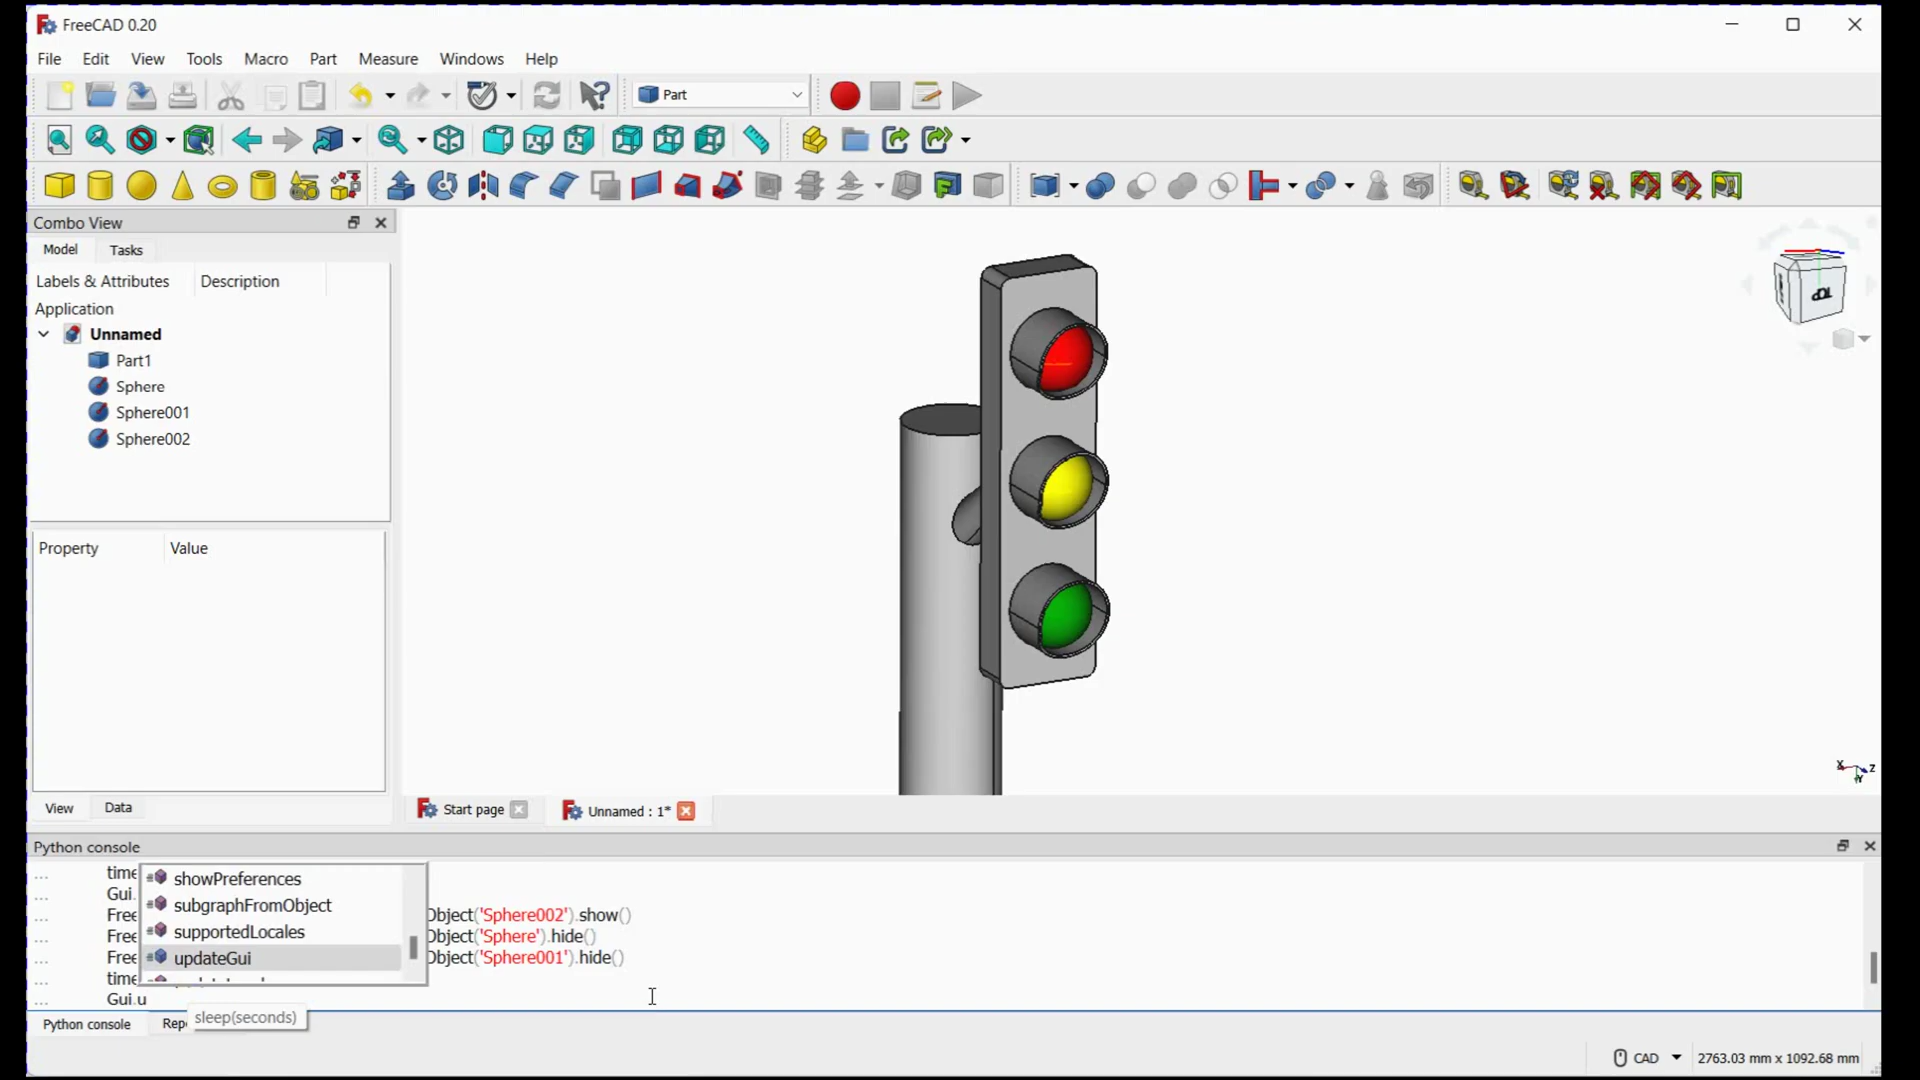 FreeCAD 0.20
File Edit View Tools Macro Part Measure Windows Help
Part
Combo View
Model Tasks
Labels & Attributes Description
Application
Unnamed
Part1
Sphere
Sphere001
Sphere002
Property Value
View Data
TOP
X Y Z
Start page Unnamed : 1*
Python console
... time
... Gui.
... Free Object('Sphere002').show()
... Free Object('Sphere').hide()
... Free Object('Sphere001').hide()
... time
... Gui.u
showPreferences
subgraphFromObject
supportedLocales
updateGui
sleep(seconds)
Python console Rep
CAD 2763.03 mm x 1092.68 mm